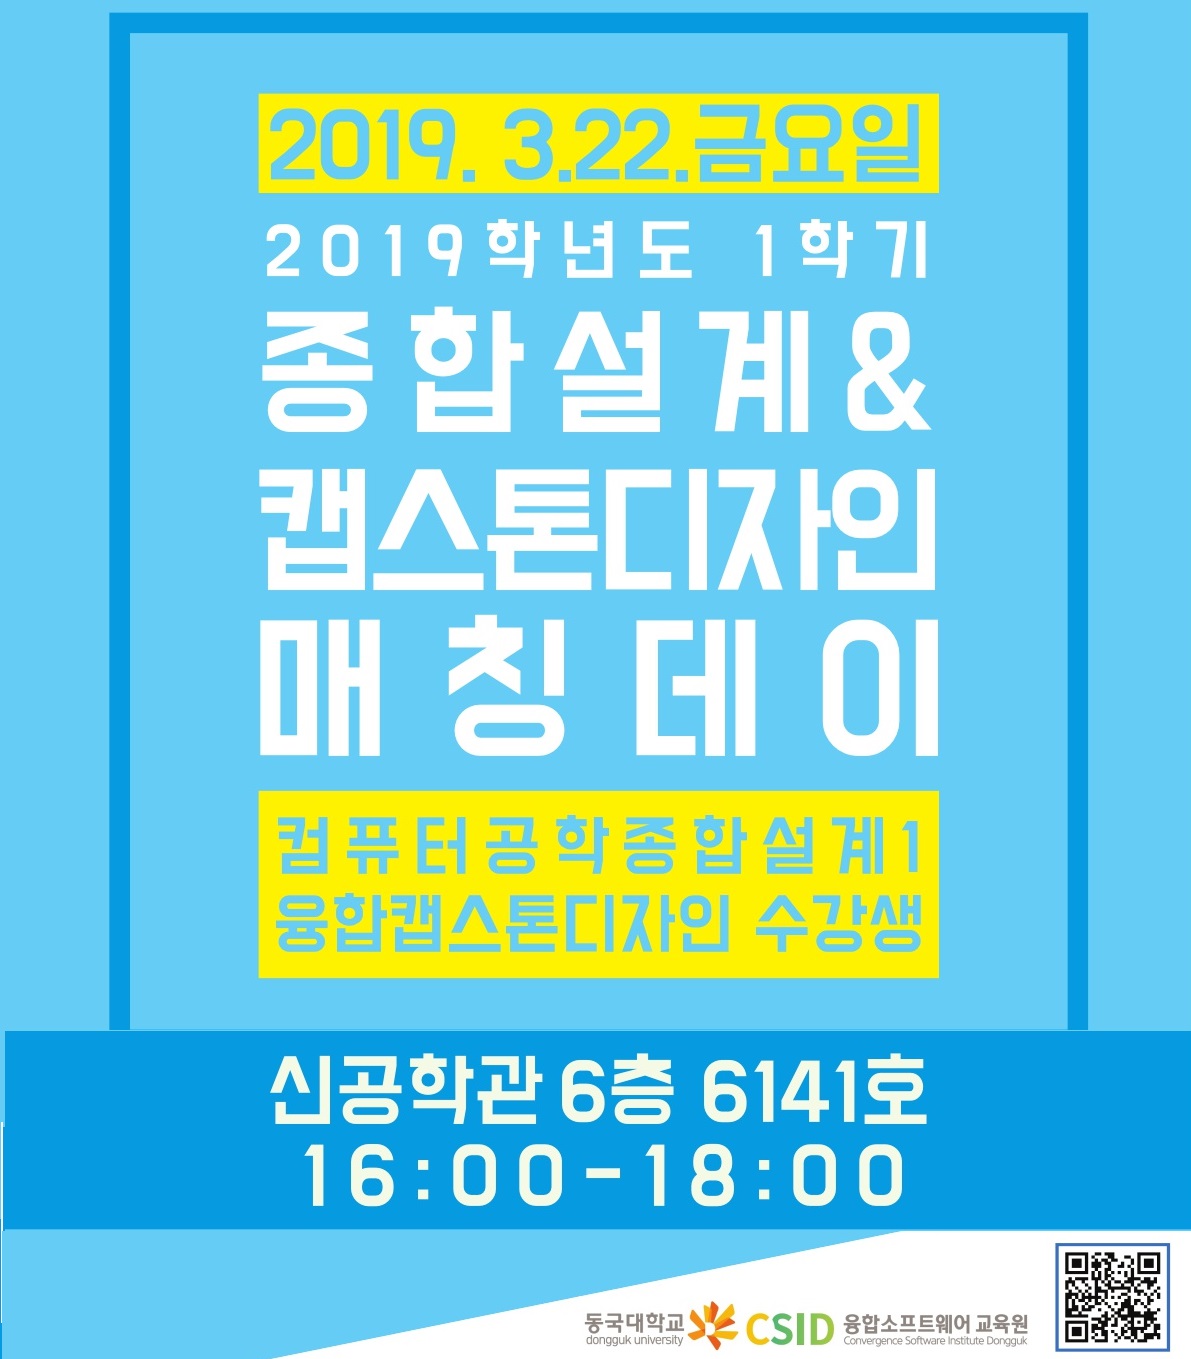 2019. 3.22.금요일
2019학년도 1학기
종합설계&
캡스톤디자인
매칭데이
컴퓨터공학종합설계1
융합캡스톤디자인 수강생
신공학관 6층 6141호
16:00-18:00
동국대학교
dongguk university
CSID
융합소프트웨어 교육원
Convergence Software Institute Dongguk